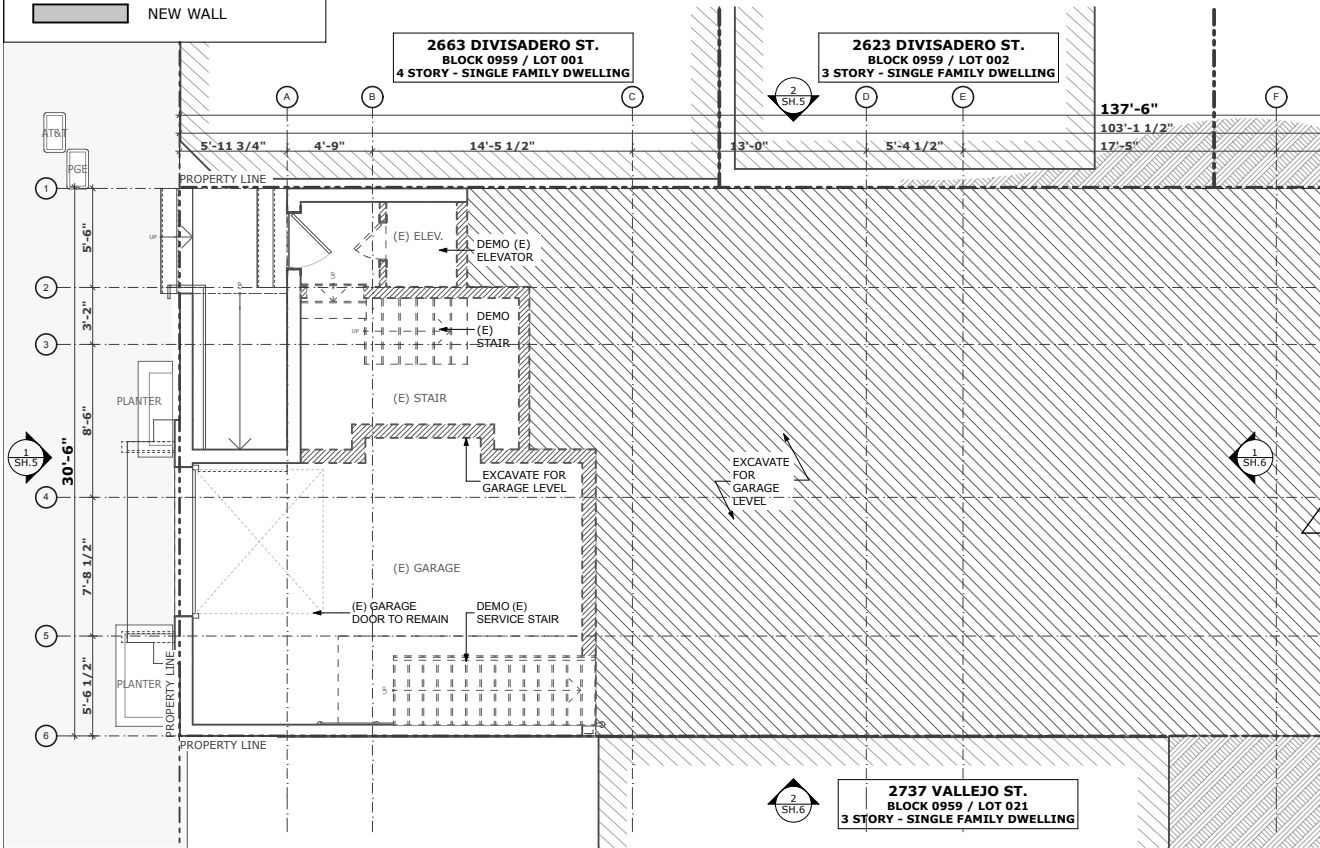 NEW WALL
2663 DIVISADERO ST.
BLOCK 0959 / LOT 001
4 STORY - SINGLE FAMILY DWELLING
2623 DIVISADERO ST.
BLOCK 0959 / LOT 002
3 STORY - SINGLE FAMILY DWELLING
2
SH.5
A
B
C
D
E
F
137'-6"
103'-1 1/2"
5'-11 3/4"
4'-9"
14'-5 1/2"
13'-0"
5'-4 1/2"
17'-5"
AT&T
PGE
PROPERTY LINE
1
5'-6"
UP
(E) ELEV.
DEMO (E)
ELEVATOR
UP
UP
2
3'-2"
DEMO
(E)
STAIR
UP
3
8'-6"
PLANTER
(E) STAIR
1
SH.5
30'-6"
EXCAVATE FOR
GARAGE LEVEL
EXCAVATE
FOR
GARAGE
LEVEL
1
SH.6
4
7'-8 1/2"
(E) GARAGE
(E) GARAGE
DOOR TO REMAIN
DEMO (E)
SERVICE STAIR
5
5'-6 1/2"
PLANTER
PROPERTY LINE
UP
6
PROPERTY LINE
2
SH.6
2737 VALLEJO ST.
BLOCK 0959 / LOT 021
3 STORY - SINGLE FAMILY DWELLING